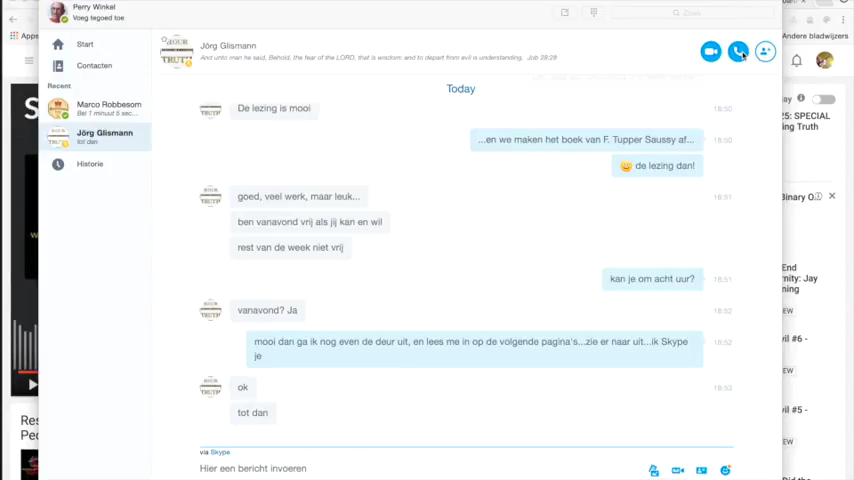 Perry Winkel
Voeg tegoed toe
Zoek
Apps
Andere bladwijzers
Start
Contacten
Recent
Marco Robbesom
Bel 1 minuut 5 sec...
Jörg Glismann
tot dan
Historie
Jörg Glismann
And unto man he said, Behold, the fear of the LORD, that is wisdom: and to depart from evil is understanding. Job 28:28
Today
De lezing is mooi
18:50
...en we maken het boek van F. Tupper Saussy af...
18:50
de lezing dan!
goed, veel werk, maar leuk...
18:51
ben vanavond vrij als jij kan en wil
rest van de week niet vrij
kan je om acht uur?
18:51
vanavond? Ja
18:52
mooi dan ga ik nog even de deur uit, en lees me in op de volgende pagina's...zie er naar uit...ik Skype
je
18:52
ok
18:53
tot dan
via Skype
Hier een bericht invoeren
25: SPECIAL
ing Truth
Binary O...
End
rnity: Jay
ning
EW
vil #6 -
EW
vil #5 -
EW
Res
Pec